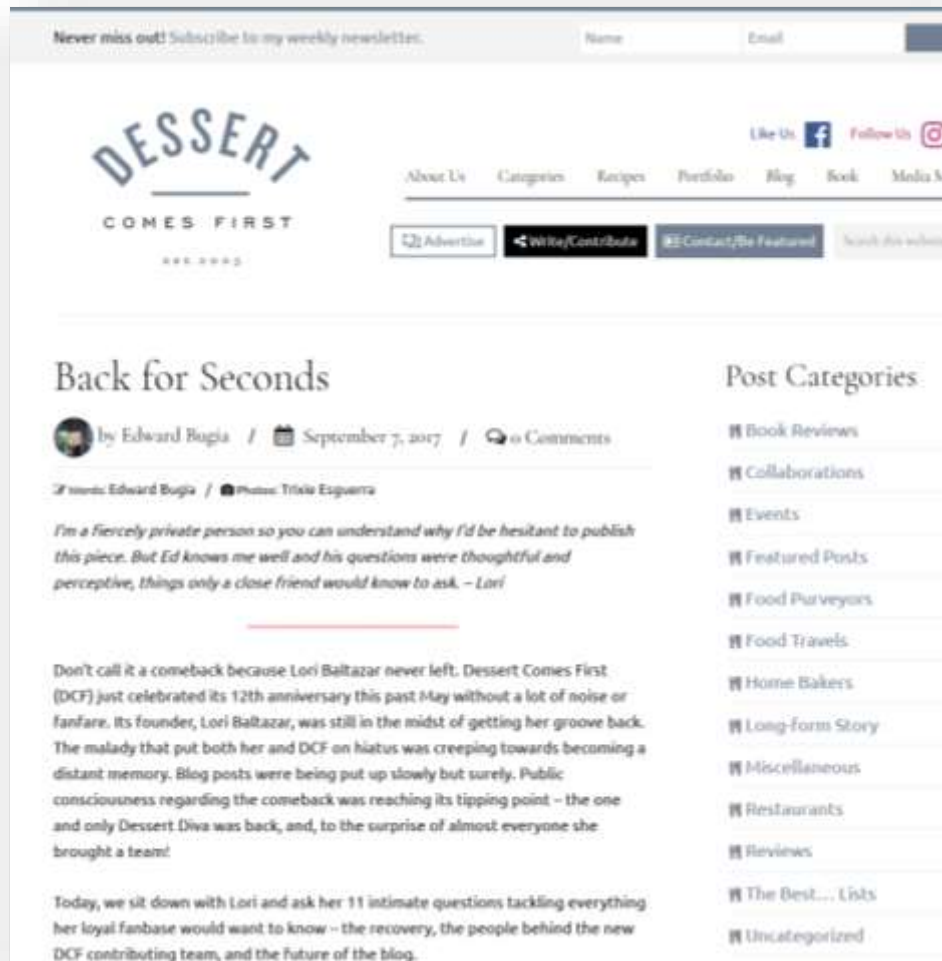 Never miss out! Subscribe to my weekly newsletter.
Name
Email
DESSERT
COMES FIRST
Like Us
Follow Us
About Us
Categories
Recipes
Portfolio
Blog
Book
Media
Advertise
Write/Contribute
Contact/Be Featured
Search this
Back for Seconds
by Edward Bugia / September 7, 2017 / 0 Comments
Words: Edward Bugia / Photos: Trixie Esguerra
I'm a fiercely private person so you can understand why I'd be hesitant to publish
this piece. But Ed knows me well and his questions were thoughtful and
perceptive, things only a close friend would know to ask. – Lori
Don't call it a comeback because Lori Baltazar never left. Dessert Comes First
(DCF) just celebrated its 12th anniversary this past May without a lot of noise or
fanfare. Its founder, Lori Baltazar, was still in the midst of getting her groove back.
The malady that put both her and DCF on hiatus was creeping towards becoming a
distant memory. Blog posts were being put up slowly but surely. Public
consciousness regarding the comeback was reaching its tipping point – the one
and only Dessert Diva was back, and, to the surprise of almost everyone she
brought a team!
Today, we sit down with Lori and ask her 11 intimate questions tackling everything
her loyal fanbase would want to know – the recovery, the people behind the new
DCF contributing team, and the future of the blog.
Post Categories
Book Reviews
Collaborations
Events
Featured Posts
Food Purveyors
Food Travels
Home Bakers
Long-form Story
Miscellaneous
Restaurants
Reviews
The Best... Lists
Uncategorized